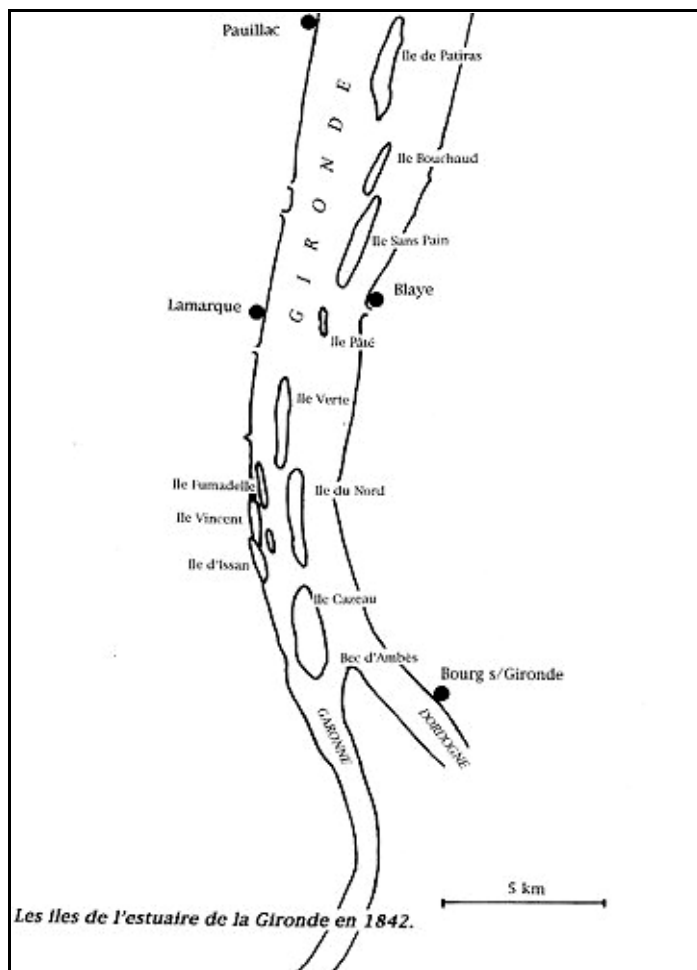 Pauillac
Ile de Patiras
GIRONDE
Ile Bouchaud
Ile Sans Pain
Blaye
Lamarque
Ile Pâté
Ile Verte
Ile Fumadelle
Ile du Nord
Ile Vincent
Ile d'Issan
Ile Cazeau
Bec d'Ambès
Bourg s/Gironde
GARONNE
DORDOGNE
5 km
Les iles de l'estuaire de la Gironde en 1842.